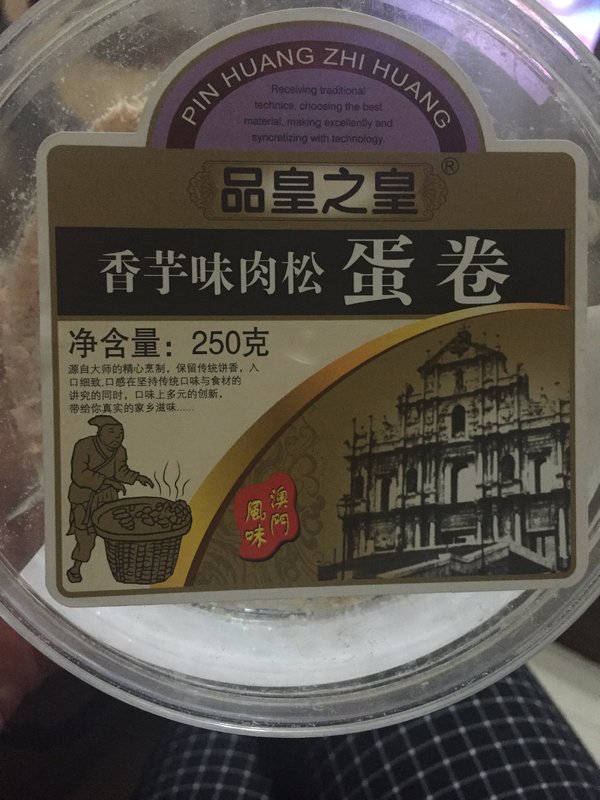 PIN HUANG ZHI HUANG
Receiving traditional
technics, choosing the best
material, making excellently and
syncretizing with technology.
品皇之皇®
香芋味肉松 蛋卷
净含量：250克
源自大师的精心烹制，保留传统饼香，入
口细致,口感在坚持传统口味与食材的
讲究的同时，口味上多元的创新，
带给你真实的家乡滋味......
澳門
風味